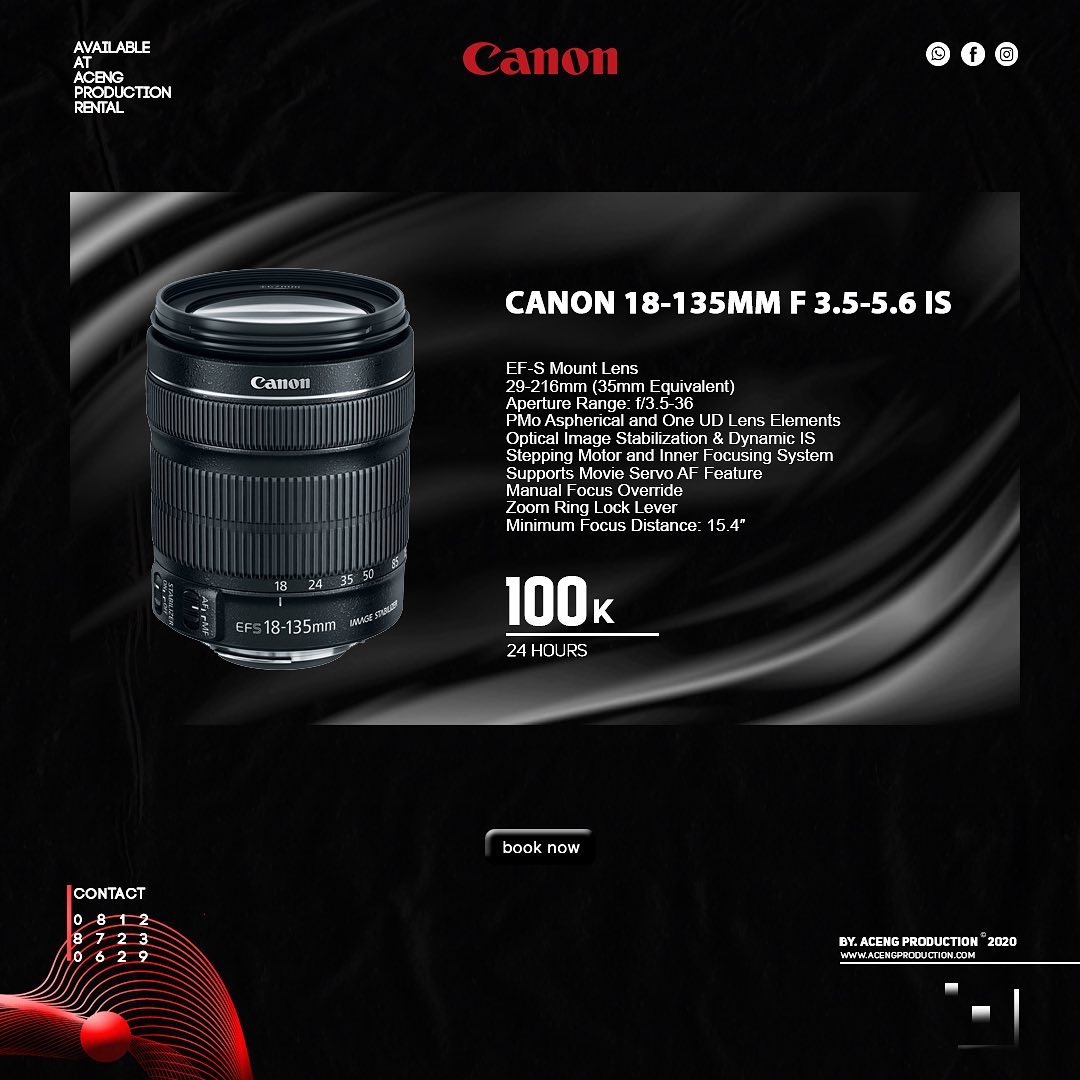 AVAILABLE
AT
ACENG
PRODUCTION
RENTAL
Canon
CANON 18-135MM F 3.5-5.6 IS
EF-S Mount Lens
29-216mm (35mm Equivalent)
Aperture Range: f/3.5-36
PMo Aspherical and One UD Lens Elements
Optical Image Stabilization & Dynamic IS
Stepping Motor and Inner Focusing System
Supports Movie Servo AF Feature
Manual Focus Override
Zoom Ring Lock Lever
Minimum Focus Distance: 15.4″
100K
24 HOURS
Canon
18 24 35 50 85
STABILIZER
ON OFF
AF MF
EFS 18-135mm IMAGE STABILIZER
book now
CONTACT
0 8 1 2
8 7 2 3
0 6 2 9
BY. ACENG PRODUCTION © 2020
WWW.ACENGPRODUCTION.COM